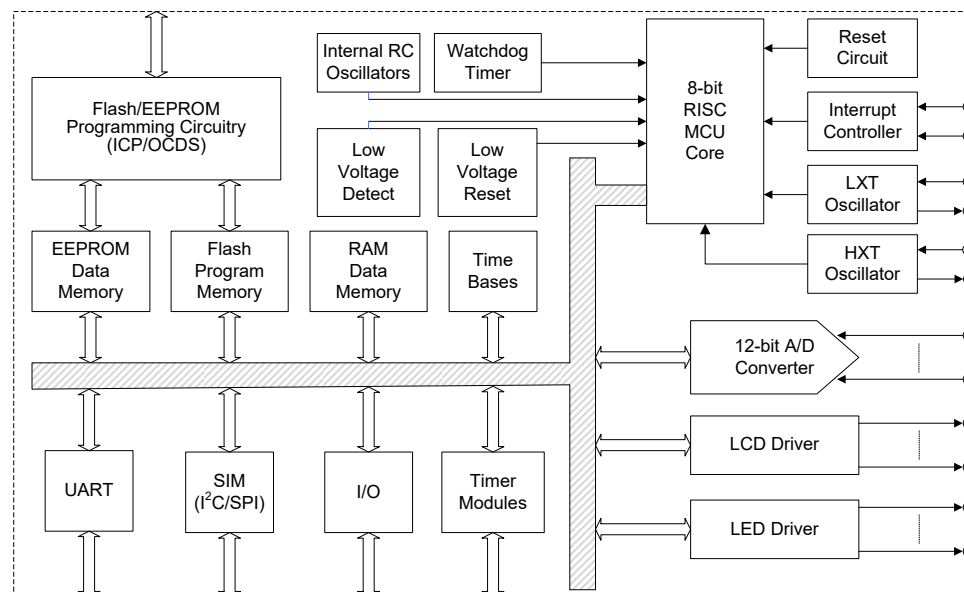 Flash/EEPROM
Programming Circuitry
(ICP/OCDS)
Internal RC
Oscillators
Watchdog
Timer
Low
Voltage
Detect
Low
Voltage
Reset
8-bit
RISC
MCU
Core
Reset
Circuit
Interrupt
Controller
LXT
Oscillator
HXT
Oscillator
EEPROM
Data
Memory
Flash
Program
Memory
RAM
Data
Memory
Time
Bases
12-bit A/D
Converter
LCD Driver
LED Driver
UART
SIM
(I²C/SPI)
I/O
Timer
Modules